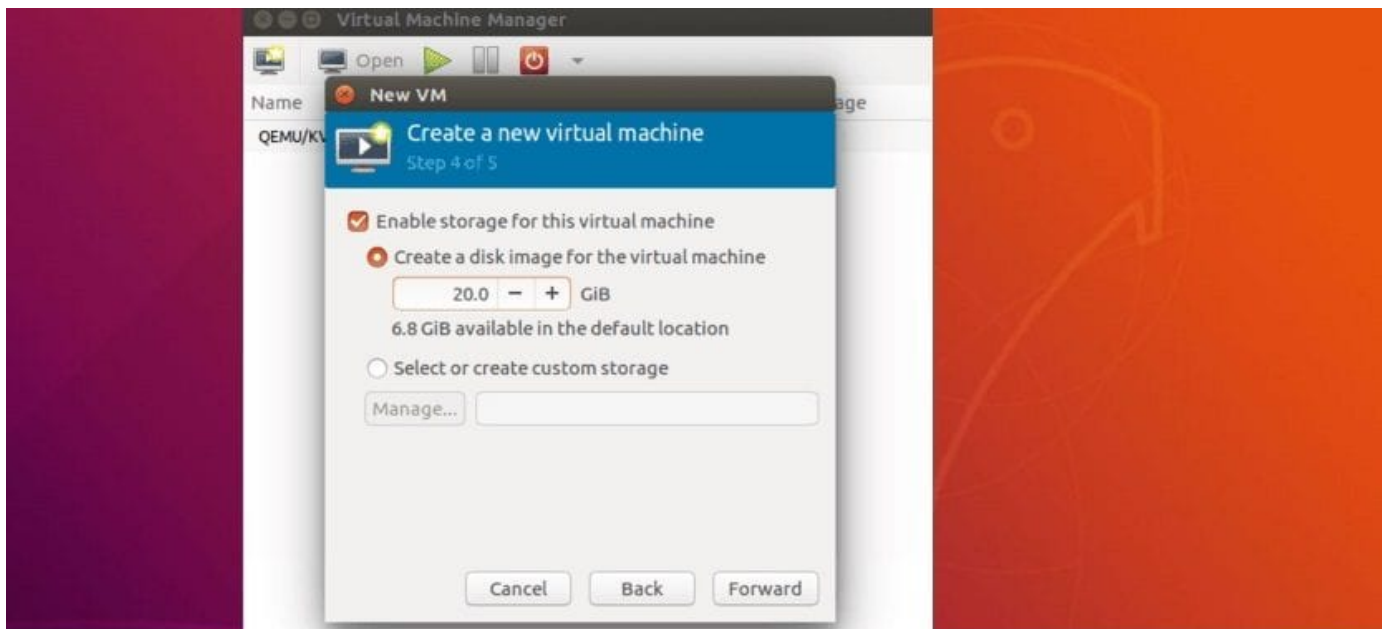 Virtual Machine Manager
Open
Name
age
QEMU/KV
New VM
Create a new virtual machine
Step 4 of 5
Enable storage for this virtual machine
Create a disk image for the virtual machine
20.0 − + GiB
6.8 GiB available in the default location
Select or create custom storage
Manage...
Cancel Back Forward